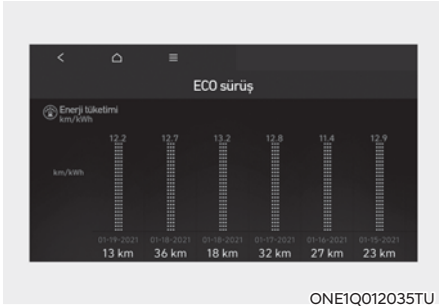 ECO sürüş
Enerji tüketimi
km/kWh
12.2 12.7 13.2 12.8 11.4 12.9
km/kWh
01-19-2021 01-18-2021 01-18-2021 01-17-2021 01-16-2021 01-15-2021
13 km 36 km 18 km 32 km 27 km 23 km
ONE1Q012035TU